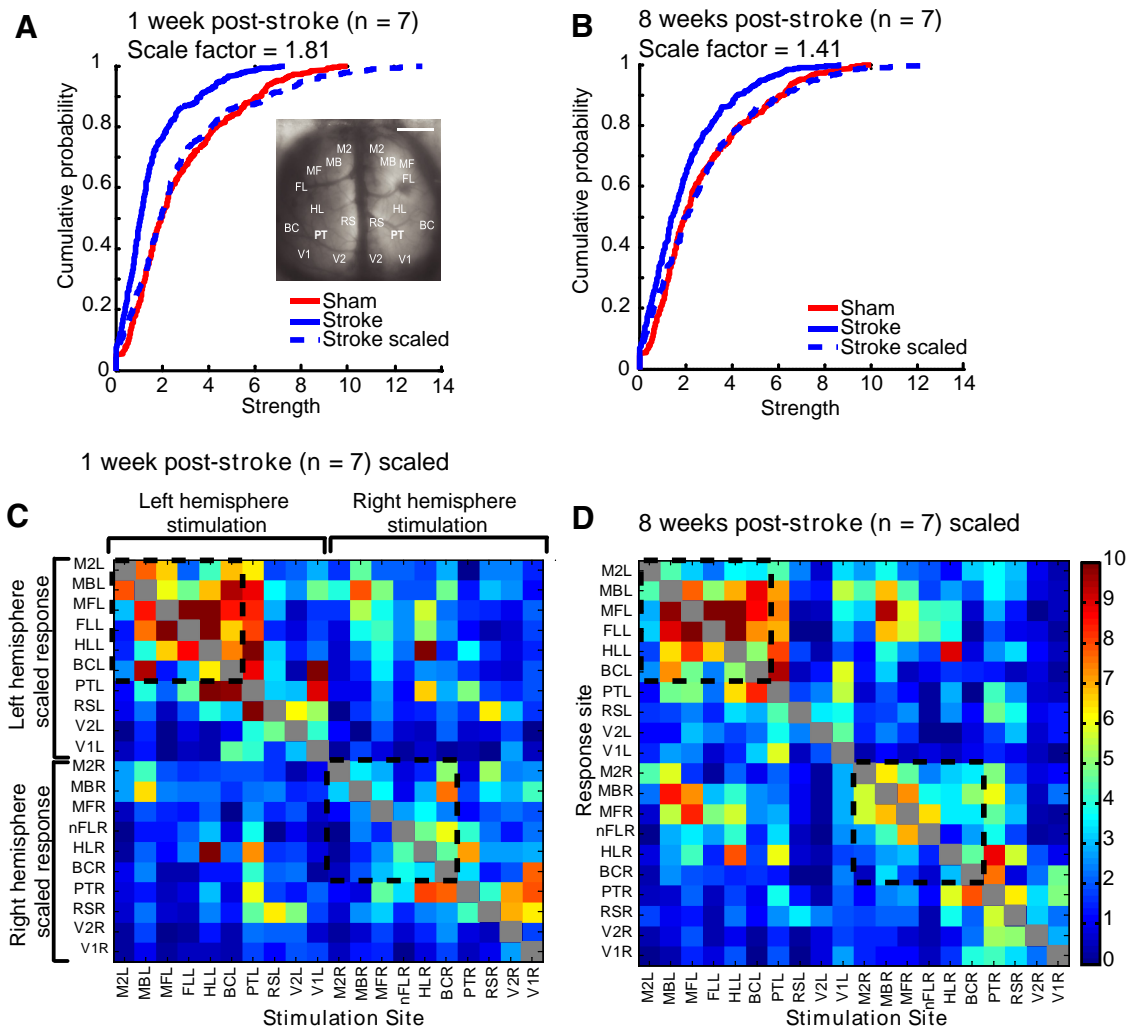 A
1 week post-stroke (n = 7)
Scale factor = 1.81
Cumulative probability
1
0.8
0.6
0.4
0.2
0
0 2 4 6 8 10 12 14
Strength
M2 M2
MB MB
MF MF
FL FL
HL HL
RS RS
BC BC
PT PT
V1 V1
V2 V2
Sham
Stroke
Stroke scaled
B
8 weeks post-stroke (n = 7)
Scale factor = 1.41
Cumulative probability
1
0.8
0.6
0.4
0.2
0
0 2 4 6 8 10 12 14
Strength
Sham
Stroke
Stroke scaled
1 week post-stroke (n = 7) scaled
C
Left hemisphere
stimulation
Right hemisphere
stimulation
Left hemisphere
scaled response
Right hemisphere
scaled response
M2L
MBL
MFL
FLL
HLL
BCL
PTL
RSL
V2L
V1L
M2R
MBR
MFR
nFLR
HLR
BCR
PTR
RSR
V2R
V1R
M2L MBL MFL FLL HLL BCL PTL RSL V2L V1L M2R MBR MFR nFLR HLR BCR PTR RSR V2R V1R
Stimulation Site
D
8 weeks post-stroke (n = 7) scaled
Response site
M2L
MBL
MFL
FLL
HLL
BCL
PTL
RSL
V2L
V1L
M2R
MBR
MFR
nFLR
HLR
BCR
PTR
RSR
V2R
V1R
M2L MBL MFL FLL HLL BCL PTL RSL V2L V1L M2R MBR MFR nFLR HLR BCR PTR RSR V2R V1R
Stimulation Site
10
9
8
7
6
5
4
3
2
1
0